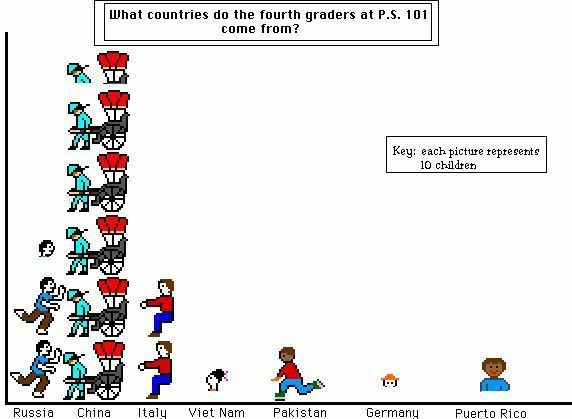 What countries do the fourth graders at P.S. 101
come from?
Key: each picture represents
10 children
Russia China Italy Viet Nam Pakistan Germany Puerto Rico